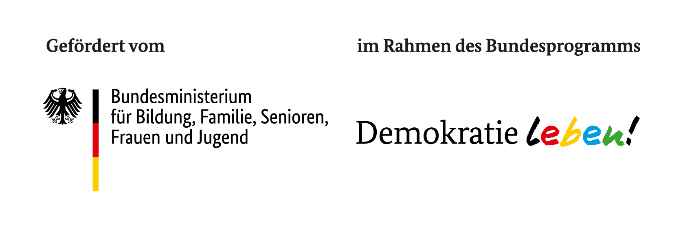 Gefördert vom
im Rahmen des Bundesprogramms
Bundesministerium
für Bildung, Familie, Senioren,
Frauen und Jugend
Demokratie leben!